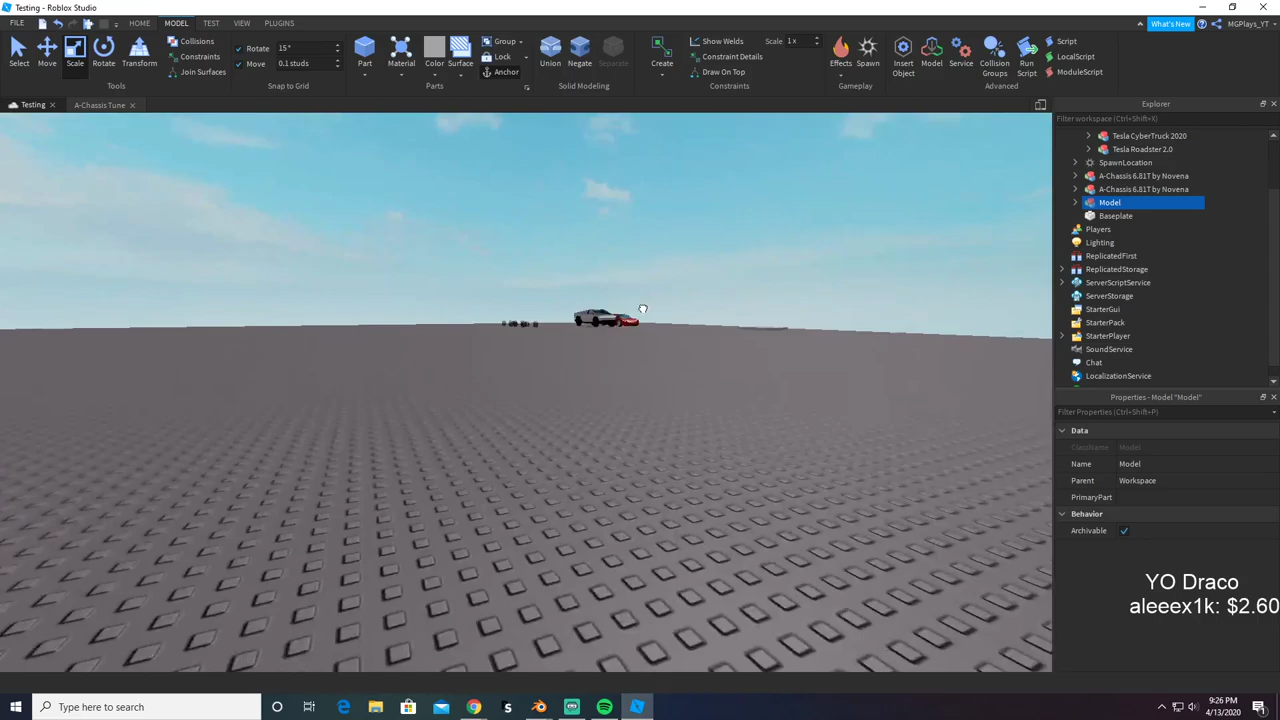 Testing - Roblox Studio
FILE HOME MODEL TEST VIEW PLUGINS What's New MGPlays_YT
Select Move Scale Rotate Transform
Collisions
Constraints
Join Surfaces
Tools
Rotate 15°
Move 0.1 studs
Snap to Grid
Part Material Color Surface
Group
Lock
Anchor
Parts
Union Negate Separate
Solid Modeling
Create
Show Welds Scale 1 x
Constraint Details
Draw On Top
Constraints
Effects Spawn
Gameplay
Insert Object Model Service Collision Groups Run Script
Script
LocalScript
ModuleScript
Advanced
Testing A-Chassis Tune
Explorer
Filter workspace (Ctrl+Shift+X)
Tesla CyberTruck 2020
Tesla Roadster 2.0
SpawnLocation
A-Chassis 6.81T by Novena
A-Chassis 6.81T by Novena
Model
Baseplate
Players
Lighting
ReplicatedFirst
ReplicatedStorage
ServerScriptService
ServerStorage
StarterGui
StarterPack
StarterPlayer
SoundService
Chat
LocalizationService
Properties - Model "Model"
Filter Properties (Ctrl+Shift+P)
Data
ClassName Model
Name Model
Parent Workspace
PrimaryPart
Behavior
Archivable
YO Draco
aleeex1k: $2.60
Type here to search
9:26 PM
4/13/2020